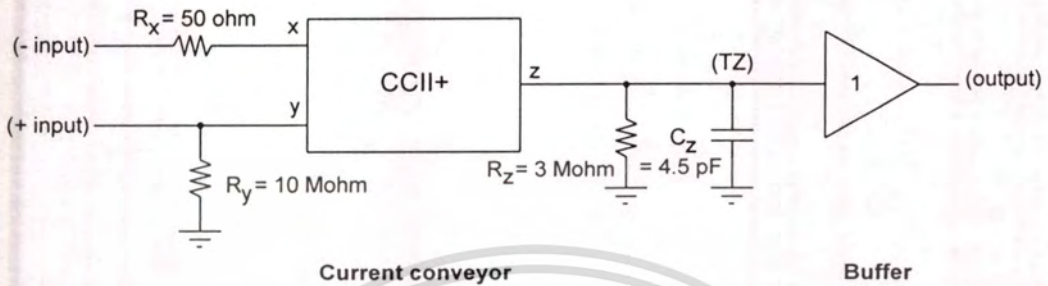 Rx = 50 ohm
(- input)
x
CCII+
z
(TZ)
1
(output)
(+ input)
y
Ry = 10 Mohm
Rz = 3 Mohm
Cz
= 4.5 pF
Current conveyor
Buffer